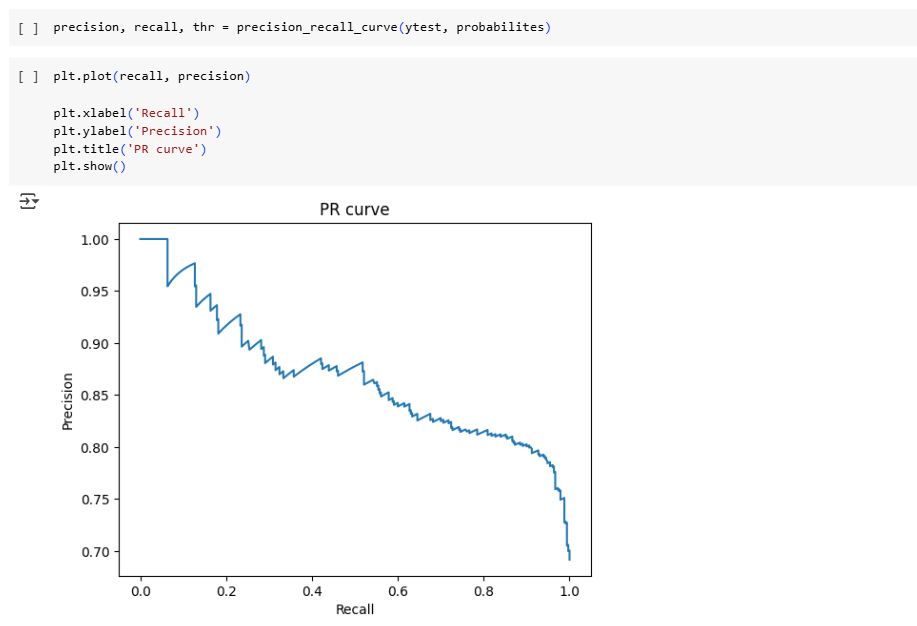 [ ] precision, recall, thr = precision_recall_curve(ytest, probabilites)
[ ] plt.plot(recall, precision)
plt.xlabel('Recall')
plt.ylabel('Precision')
plt.title('PR curve')
plt.show()
PR curve
1.00
0.95
0.90
0.85
0.80
0.75
0.70
Precision
0.0 0.2 0.4 0.6 0.8 1.0
Recall